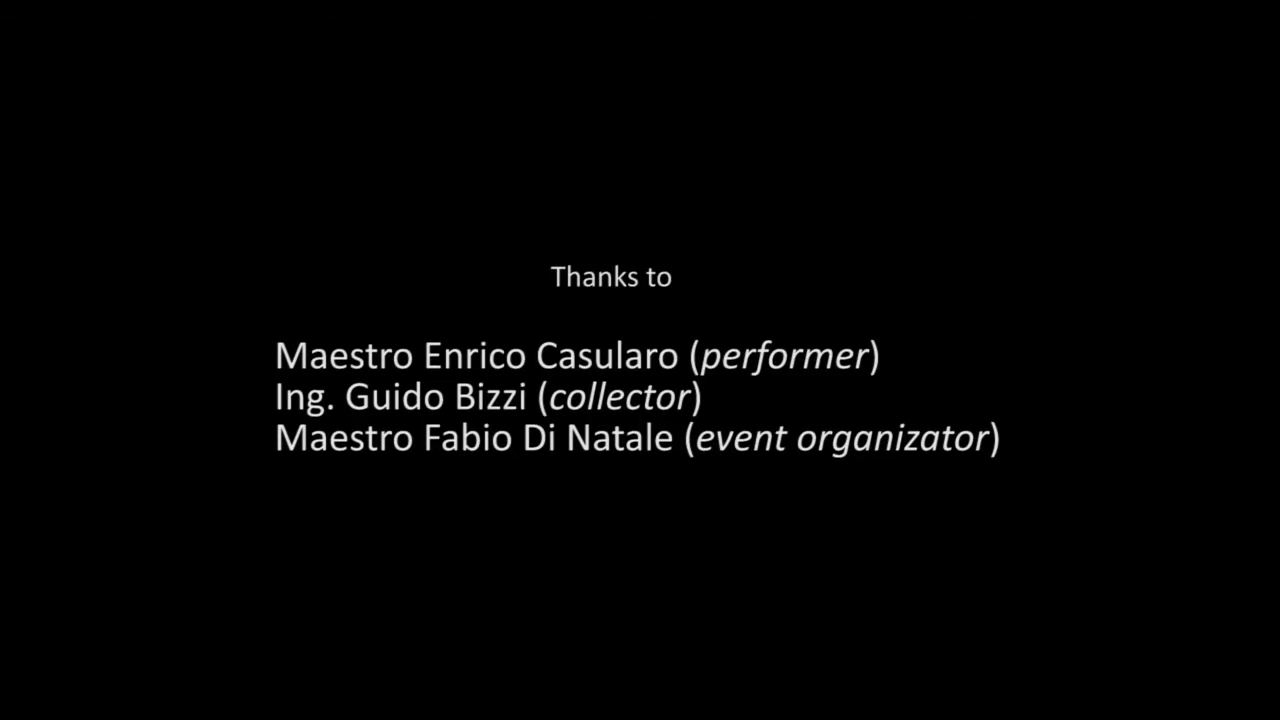 Thanks to
Maestro Enrico Casularo (performer)
Ing. Guido Bizzi (collector)
Maestro Fabio Di Natale (event organizator)